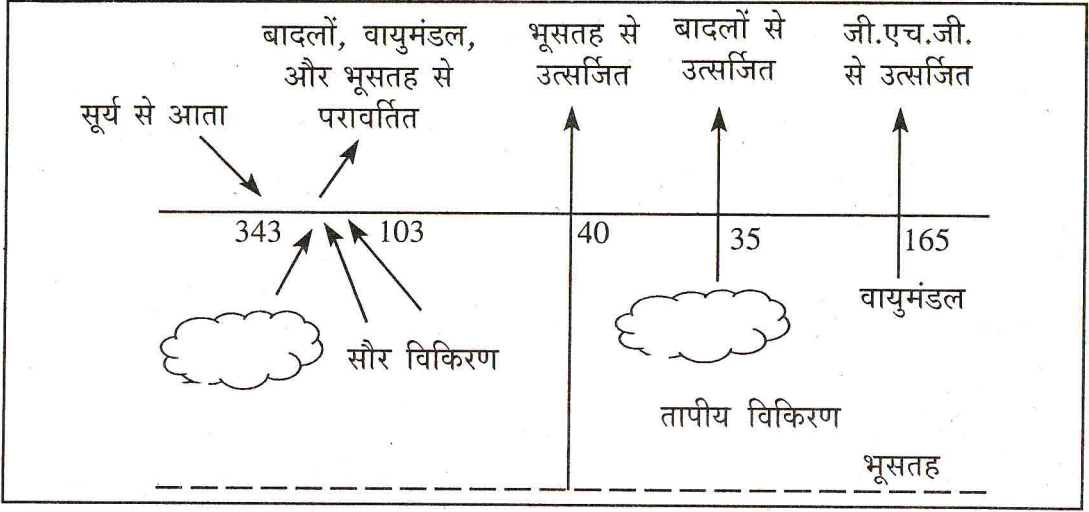 सूर्य से आता
बादलों, वायुमंडल,
और भूसतह से
परावर्तित
भूसतह से
उत्सर्जित
बादलों से
उत्सर्जित
जी.एच.जी.
से उत्सर्जित
343
103
40
35
165
वायुमंडल
सौर विकिरण
तापीय विकिरण
भूसतह